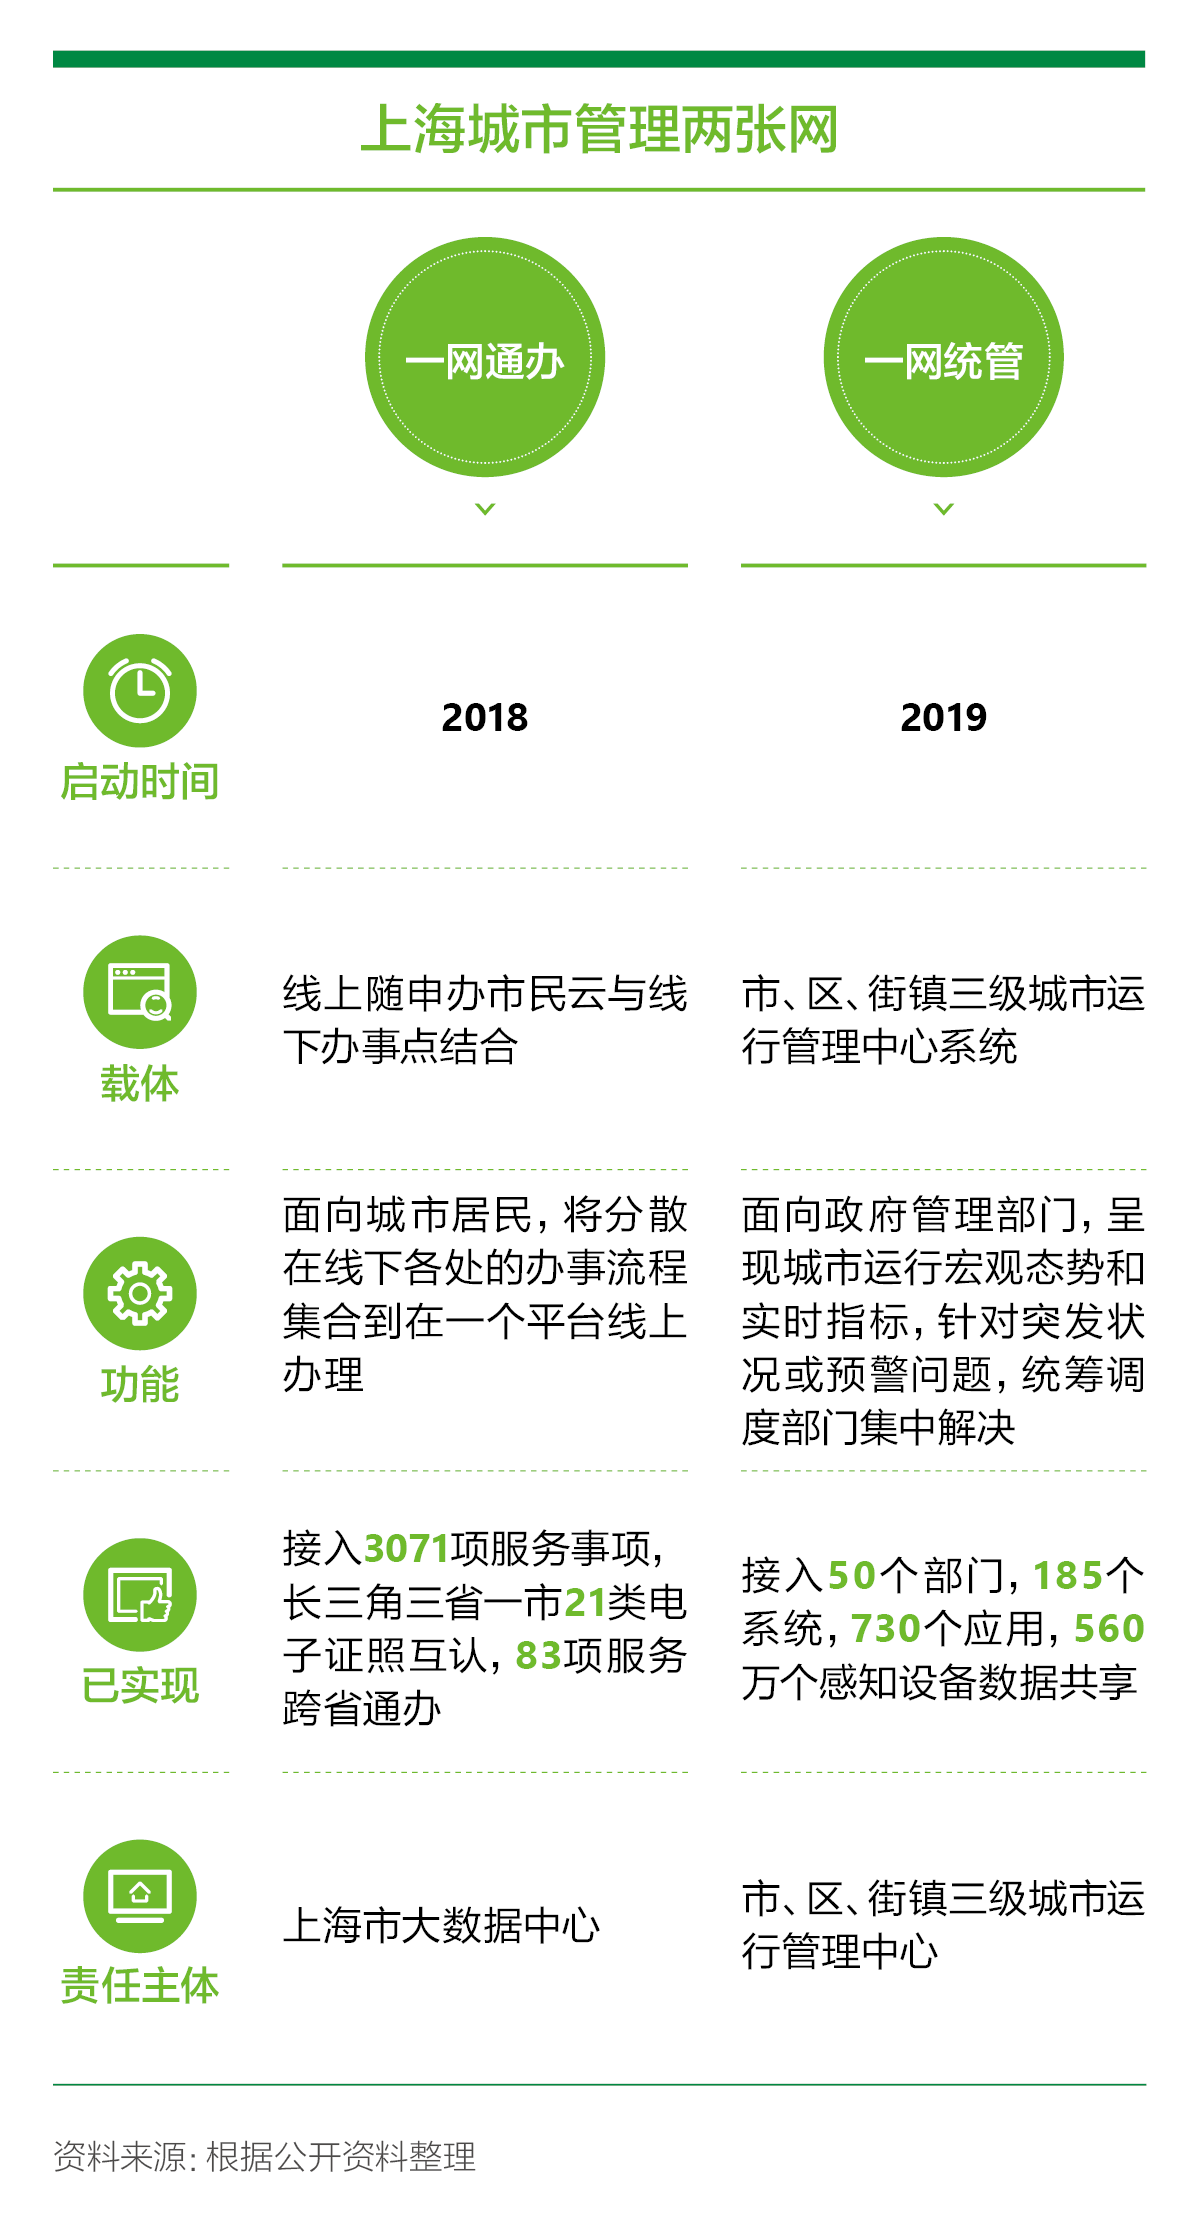 上海城市管理两张网
一网通办
一网统管
启动时间
2018
2019
载体
线上随申办市民云与线
下办事点结合
市、区、街镇三级城市运
行管理中心系统
功能
面向城市居民，将分散
在线下各处的办事流程
集合到在一个平台线上
办理
面向政府管理部门，呈
现城市运行宏观态势和
实时指标，针对突发状
况或预警问题，统筹调
度部门集中解决
已实现
接入3071项服务事项，
长三角三省一市21类电
子证照互认，83项服务
跨省通办
接入50个部门，185个
系统，730个应用，560
万个感知设备数据共享
责任主体
上海市大数据中心
市、区、街镇三级城市运
行管理中心
资料来源：根据公开资料整理